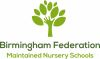 Birmingham Federation
Maintained Nursery Schools